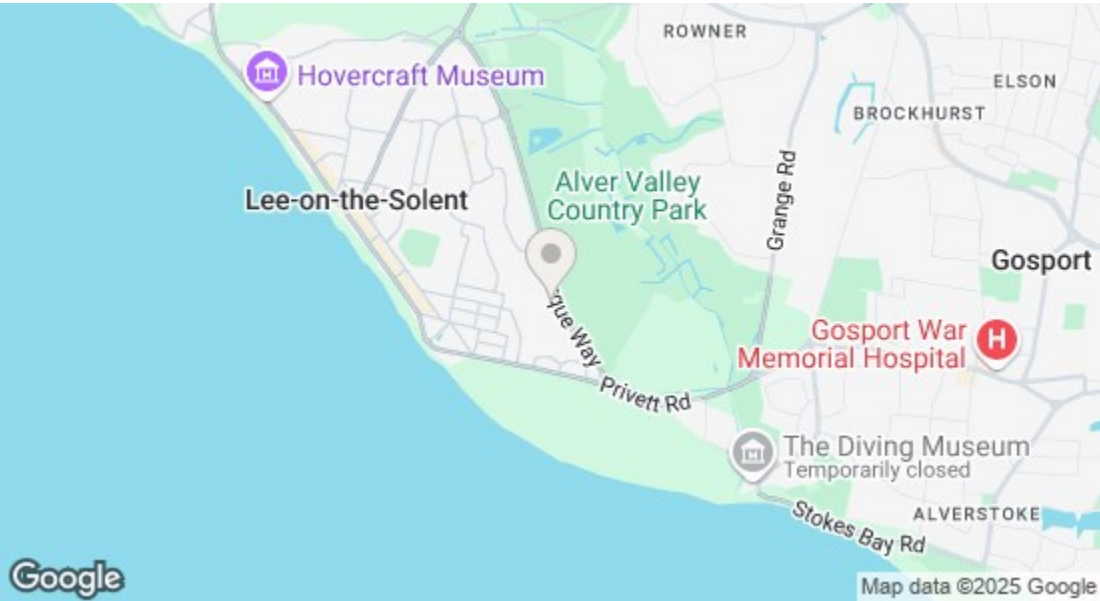 ROWNER
Hovercraft Museum
ELSON
BROCKHURST
Alver Valley
Country Park
Grange Rd
Lee-on-the-Solent
Gosport
Way
Gosport War
Memorial Hospital
H
Privett Rd
The Diving Museum
Temporarily closed
Stokes Bay Rd
ALVERSTOKE
Google
Map data ©2025 Google